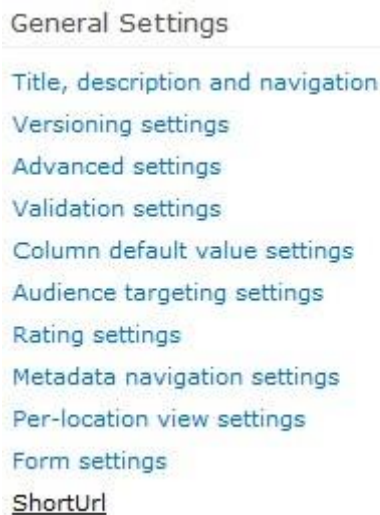 General Settings
Title, description and navigation
Versioning settings
Advanced settings
Validation settings
Column default value settings
Audience targeting settings
Rating settings
Metadata navigation settings
Per-location view settings
Form settings
ShortUrl